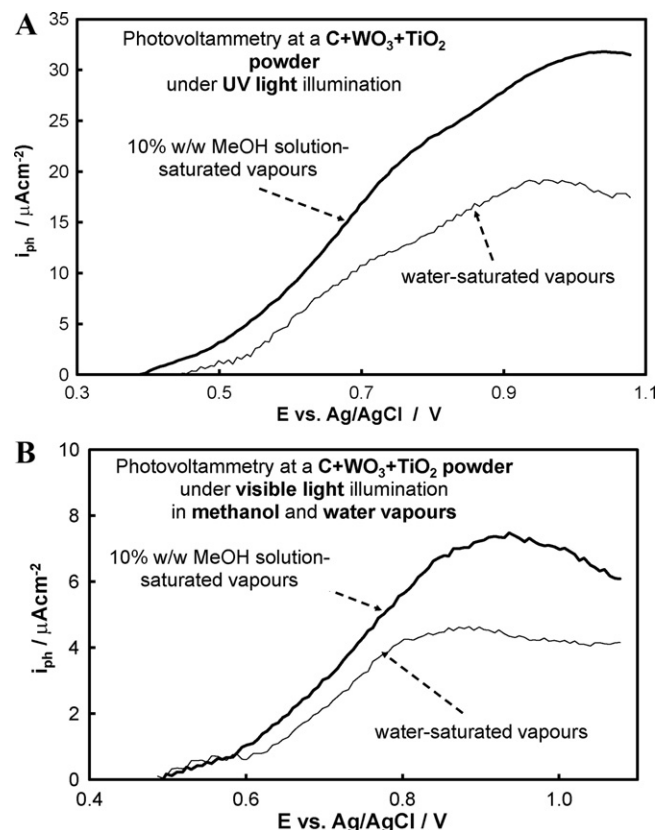 A
Photovoltammetry at a C+WO₃+TiO₂
powder
under UV light illumination
10% w/w MeOH solution-
saturated vapours
water-saturated vapours
iₚₕ / μAcm⁻²
35
30
25
20
15
10
5
0
0.3 0.5 0.7 0.9 1.1
E vs. Ag/AgCl / V
B
Photovoltammetry at a C+WO₃+TiO₂ powder
under visible light illumination
in methanol and water vapours
10% w/w MeOH solution-
saturated vapours
water-saturated vapours
iₚₕ / μAcm⁻²
10
8
6
4
2
0
0.4 0.6 0.8 1.0
E vs. Ag/AgCl / V